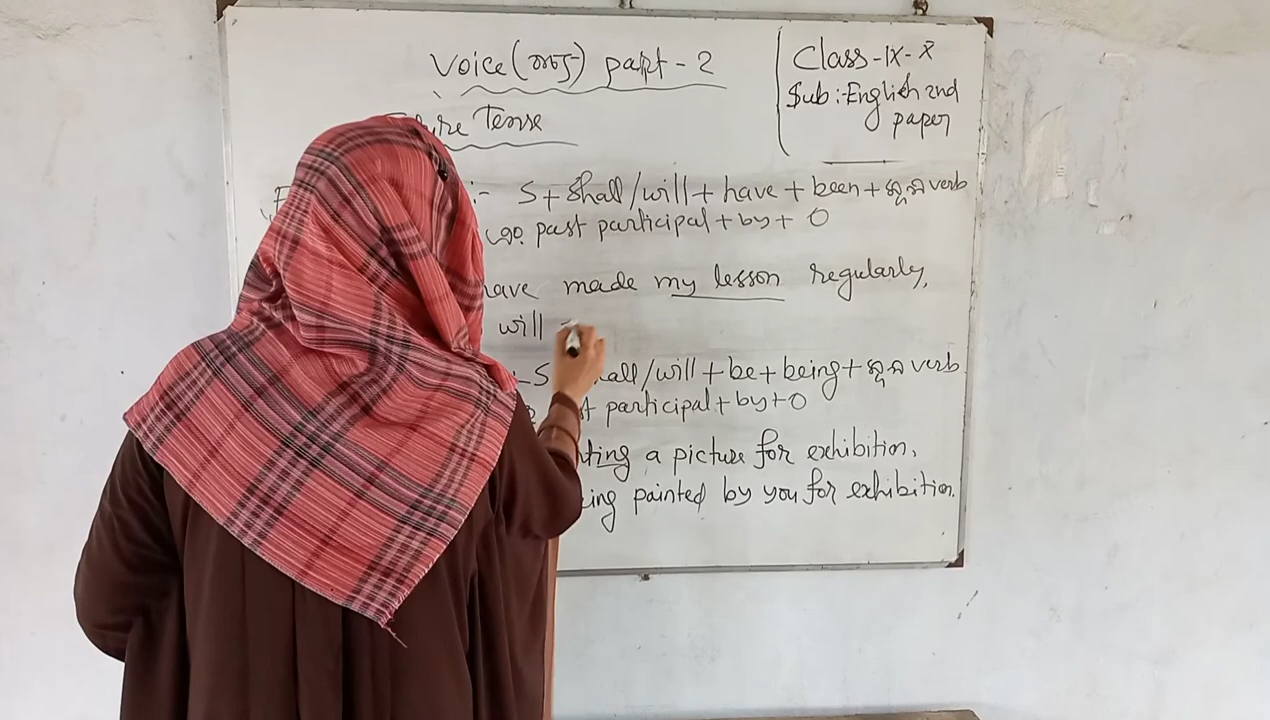 Voice (বাচ্য) part - 2
Class - IX - X
Sub : English 2nd
paper
Tense
:- S + shall/will + have + been + মূল verb
এর past participal + by + O
have made my lesson regularly,
will
S hall/will + be + being + মূল verb
participal + by + O
ting a picture for exhibition,
ing painted by you for exhibition.